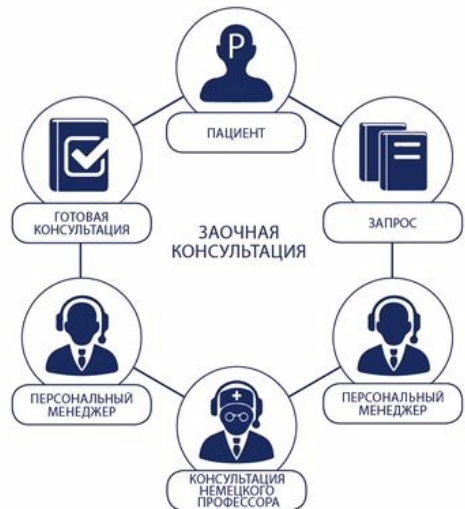 P
ПАЦИЕНТ
ГОТОВАЯ
КОНСУЛЬТАЦИЯ
ЗАПРОС
ЗАОЧНАЯ
КОНСУЛЬТАЦИЯ
ПЕРСОНАЛЬНЫЙ
МЕНЕДЖЕР
ПЕРСОНАЛЬНЫЙ
МЕНЕДЖЕР
КОНСУЛЬТАЦИЯ
НЕМЕЦКОГО
ПРОФЕССОРА